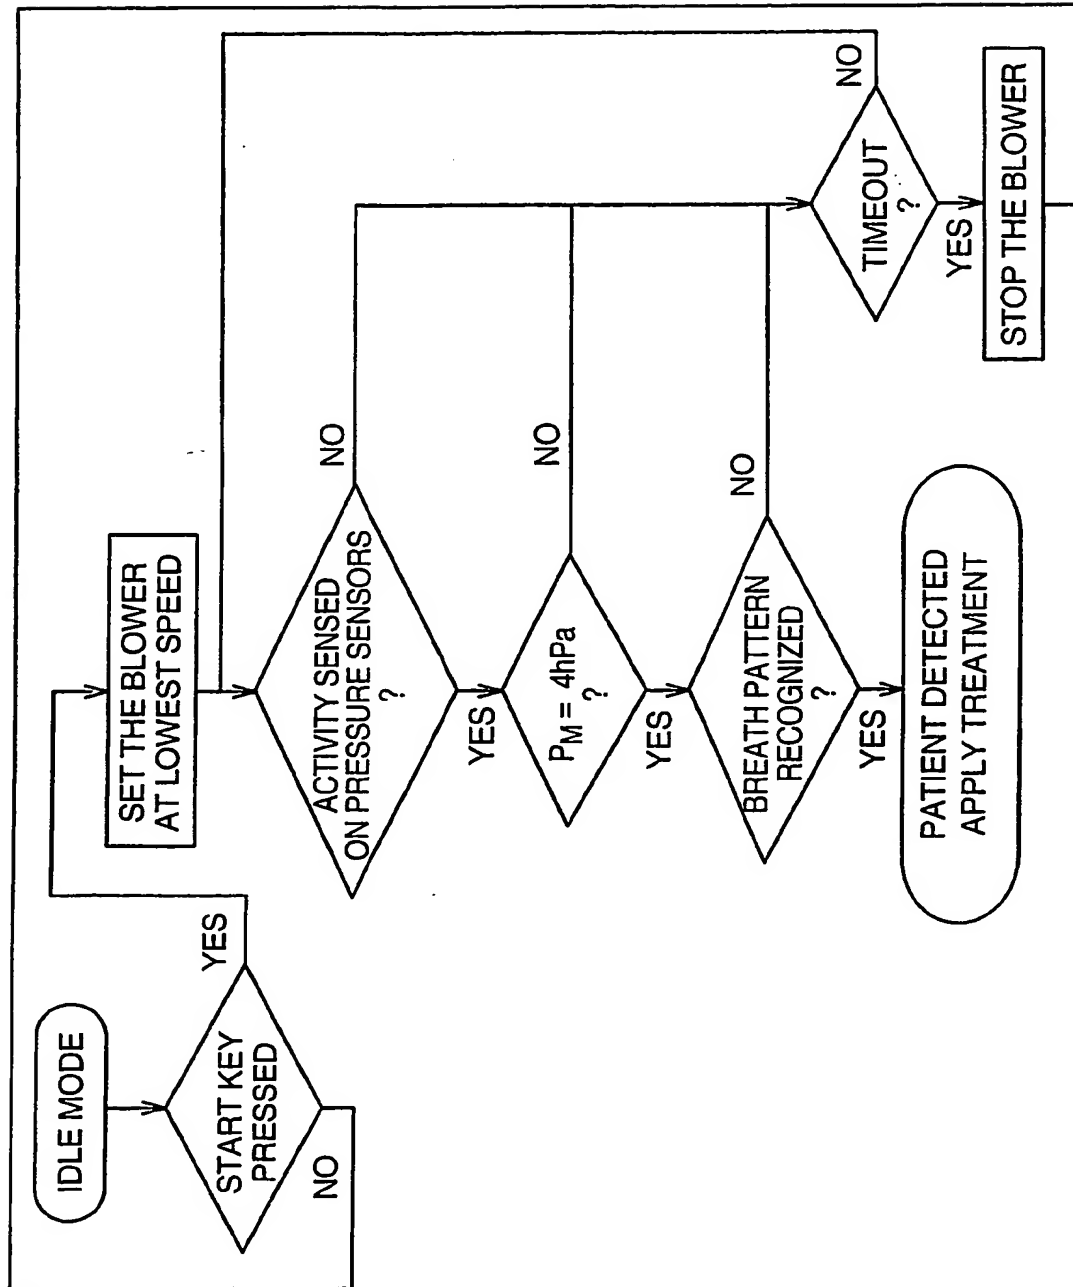 IDLE MODE
START KEY
PRESSED
YES
NO
SET THE BLOWER
AT LOWEST SPEED
ACTIVITY SENSED
ON PRESSURE SENSORS
?
NO
YES
PM = 4hPa
?
NO
YES
BREATH PATTERN
RECOGNIZED
?
NO
YES
PATIENT DETECTED
APPLY TREATMENT
TIMEOUT
?
NO
YES
STOP THE BLOWER